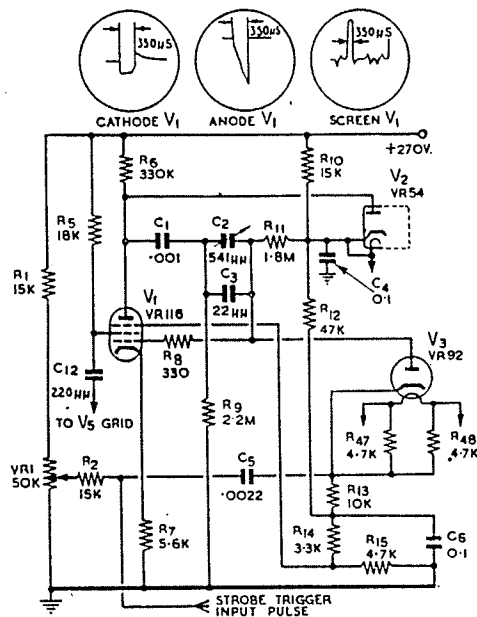 350µS
350µS
350µS
CATHODE V1
ANODE V1
SCREEN V1
+270V.
R6
330K
R10
15K
V2
VR54
R5
18K
C1
.001
C2
541µµ
R11
1.8M
R1
15K
C3
22µµ
C4
0.1
V1
VR116
R12
47K
R8
330
V3
VR92
C12
220µµ
TO V5 GRID
R9
2.2M
R47
4.7K
R48
4.7K
VR1
50K
R2
15K
C5
.0022
R13
10K
R7
5.6K
R14
3.3K
R15
4.7K
C6
0.1
STROBE TRIGGER
INPUT PULSE